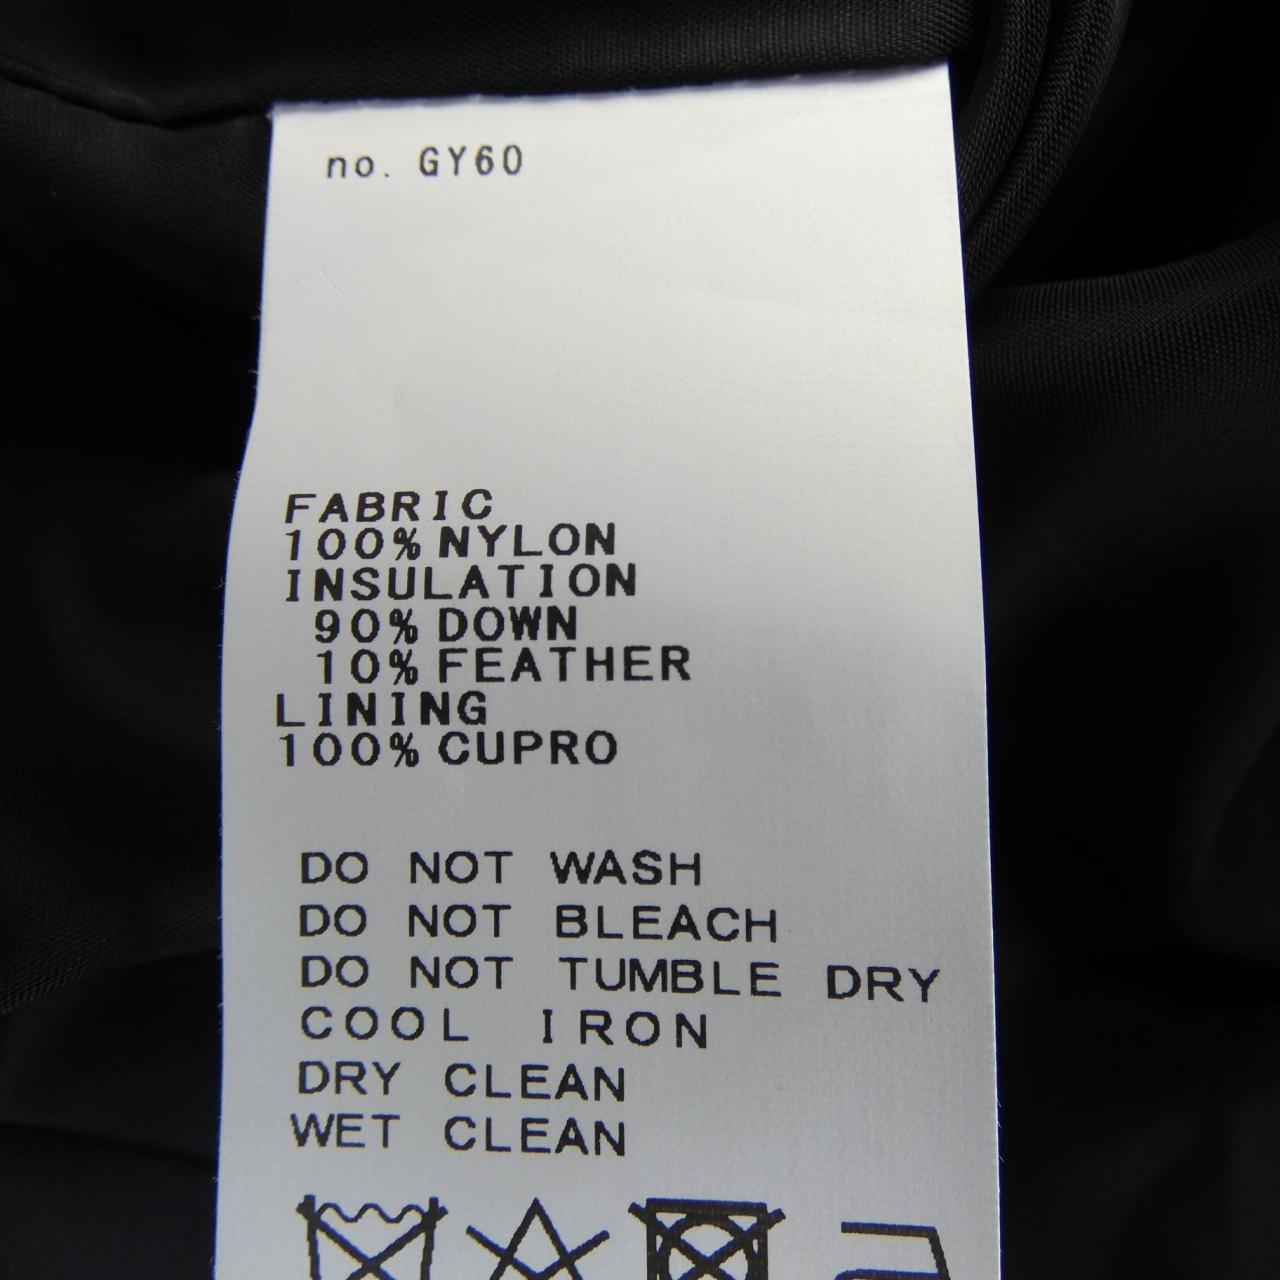 no. GY60
FABRIC
100% NYLON
INSULATION
90% DOWN
10% FEATHER
LINING
100% CUPRO
DO NOT WASH
DO NOT BLEACH
DO NOT TUMBLE DRY
COOL IRON
DRY CLEAN
WET CLEAN